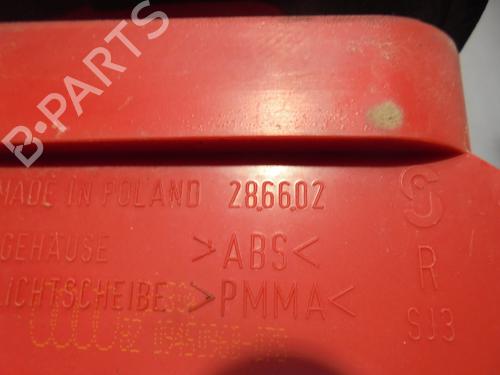 B-PARTS
MADE IN POLAND 28.66.02
GEHÄUSE >ABS<
LICHTSCHEIBE >PMMA<
R
SJ3